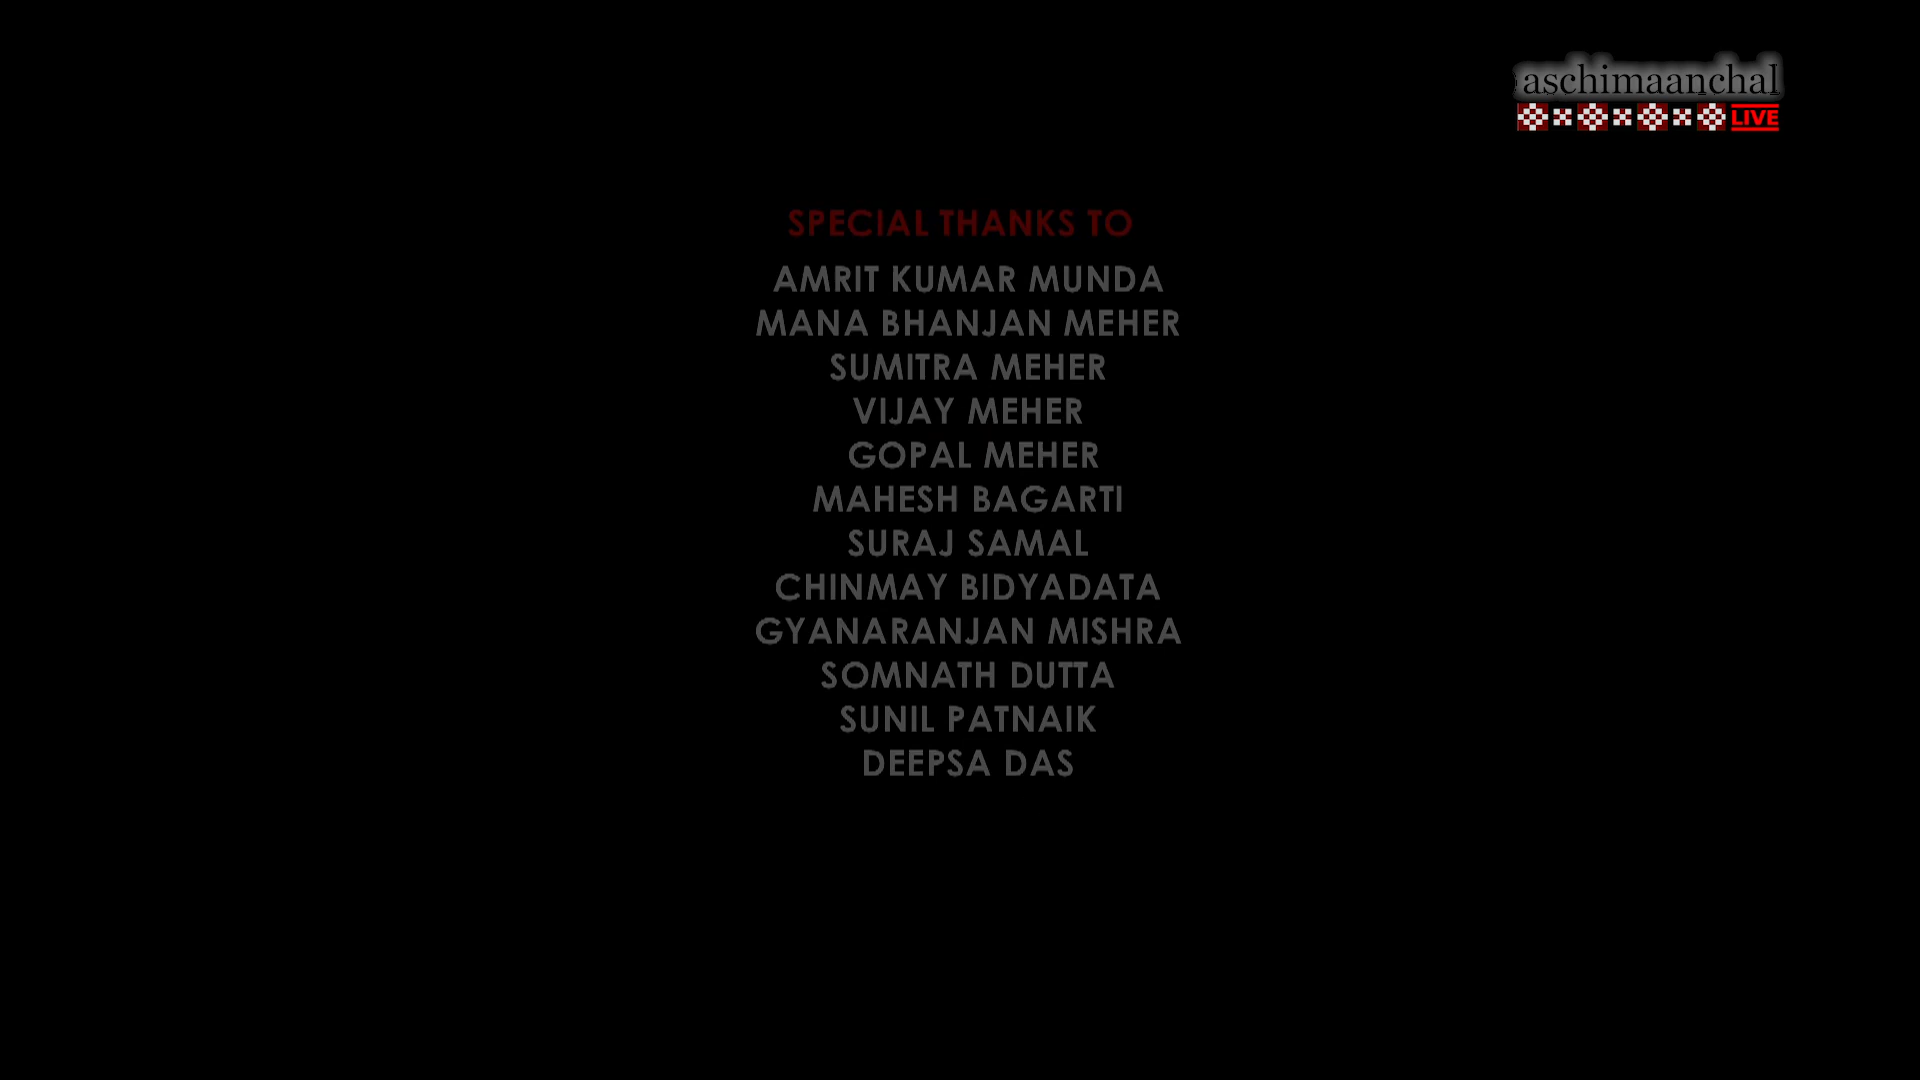 aschimaanchal
LIVE
SPECIAL THANKS TO
AMRIT KUMAR MUNDA
MANA BHANJAN MEHER
SUMITRA MEHER
VIJAY MEHER
GOPAL MEHER
MAHESH BAGARTI
SURAJ SAMAL
CHINMAY BIDYADATA
GYANARANJAN MISHRA
SOMNATH DUTTA
SUNIL PATNAIK
DEEPSA DAS